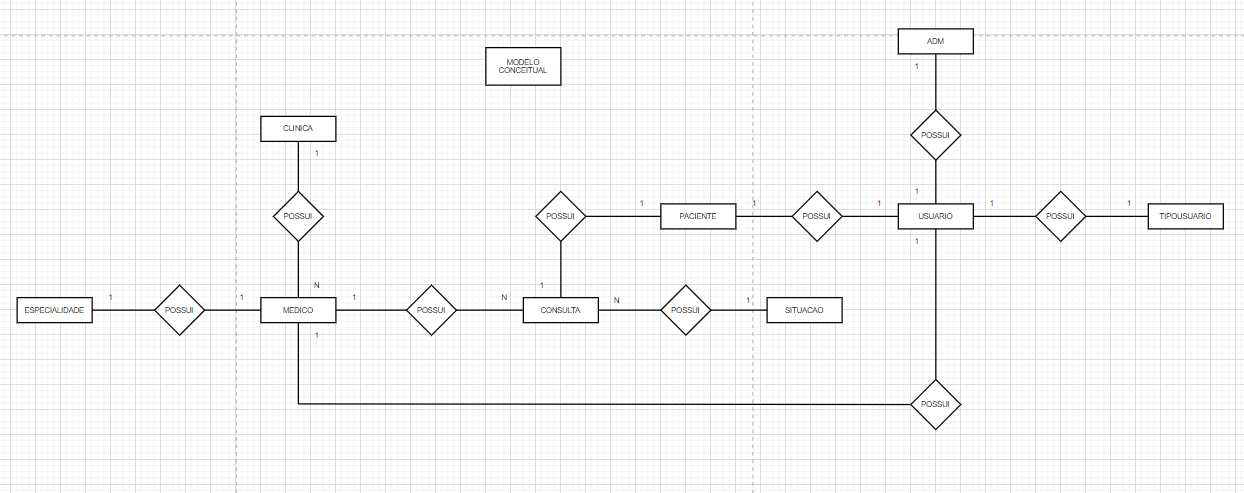 ADM
MODELO
CONCEITUAL
1
POSSUI
CLINICA
1
1
POSSUI
POSSUI
1
PACIENTE
1
POSSUI
1
USUARIO
1
POSSUI
1
TIPOUSUARIO
1
N
1
ESPECIALIDADE
1
POSSUI
1
MEDICO
1
POSSUI
N
CONSULTA
N
POSSUI
1
SITUACAO
1
POSSUI